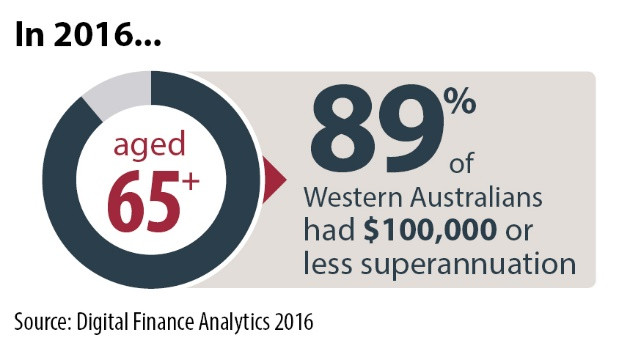 In 2016...
aged
65+
89%
of
Western Australians
had $100,000 or
less superannuation
Source: Digital Finance Analytics 2016